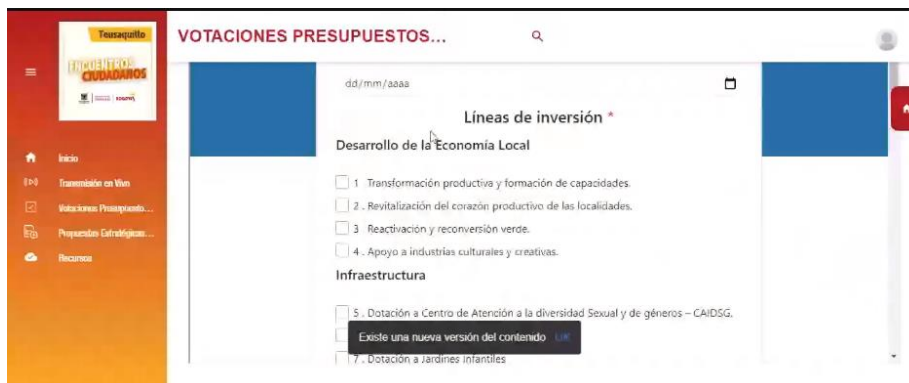 Teusaquillo
ENCUENTROS
CIUDADANOS
BOGOTÁ
VOTACIONES PRESUPUESTOS...
Inicio
Transmisión en Vivo
Votaciones Presupuesto...
Propuestas Estratégicas...
Recursos
dd/mm/aaaa
Líneas de inversión *
Desarrollo de la Economía Local
1 Transformación productiva y formación de capacidades.
2 . Revitalización del corazón productivo de las localidades.
3 Reactivación y reconversión verde.
4 . Apoyo a industrias culturales y creativas.
Infraestructura
5 . Dotación a Centro de Atención a la diversidad Sexual y de géneros – CAIDSG.
Existe una nueva versión del contenido OK
7 . Dotación a Jardines Infantiles